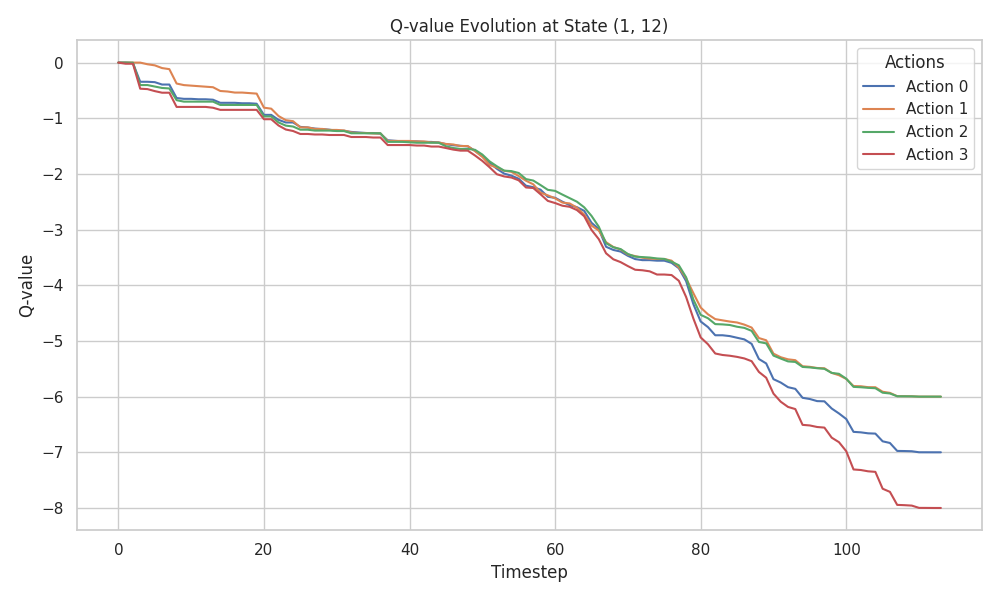 Q-value Evolution at State (1, 12)
Actions
Action 0
Action 1
Action 2
Action 3
Q-value
0
−1
−2
−3
−4
−5
−6
−7
−8
0 20 40 60 80 100
Timestep